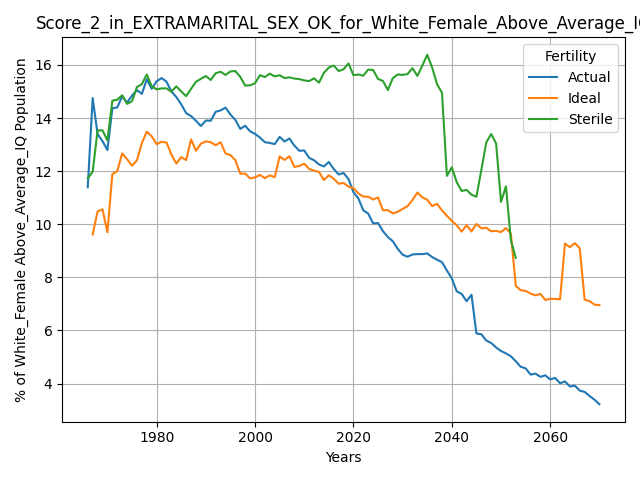 Score_2_in_EXTRAMARITAL_SEX_OK_for_White_Female_Above_Average_IQ
Fertility
Actual
Ideal
Sterile
% of White_Female Above_Average_IQ Population
16
14
12
10
8
6
4
1980
2000
2020
2040
2060
Years